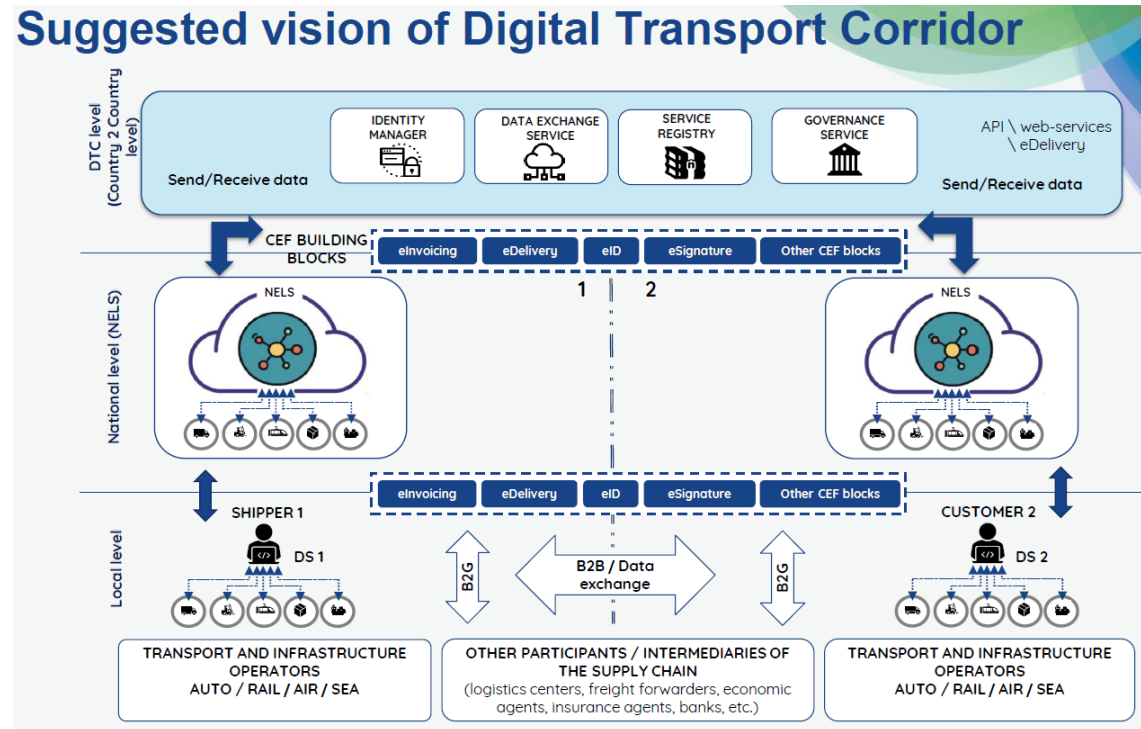 Suggested vision of Digital Transport Corridor
DTC level
(Country 2 Country
level)
IDENTITY
MANAGER
DATA EXCHANGE
SERVICE
SERVICE
REGISTRY
GOVERNANCE
SERVICE
API \ web-services
\ eDelivery
Send/Receive data
Send/Receive data
CEF BUILDING
BLOCKS
eInvoicing
eDelivery
eID
eSignature
Other CEF blocks
1
2
National level (NELS)
NELS
NELS
eInvoicing
eDelivery
eID
eSignature
Other CEF blocks
Local level
SHIPPER 1
DS 1
B2G
B2B / Data
exchange
B2G
CUSTOMER 2
DS 2
TRANSPORT AND INFRASTRUCTURE
OPERATORS
AUTO / RAIL / AIR / SEA
OTHER PARTICIPANTS / INTERMEDIARIES OF
THE SUPPLY CHAIN
(logistics centers, freight forwarders, economic
agents, insurance agents, banks, etc.)
TRANSPORT AND INFRASTRUCTURE
OPERATORS
AUTO / RAIL / AIR / SEA